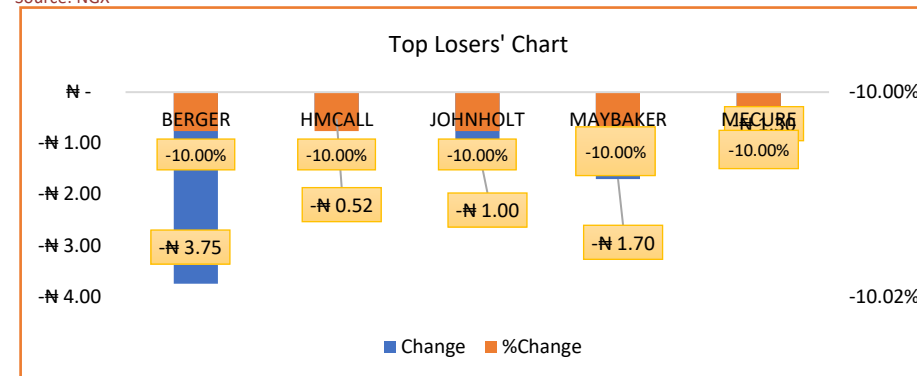 Source: NGX
Top Losers' Chart
₦ -
-₦ 1.00
-₦ 2.00
-₦ 3.00
-₦ 4.00
-10.00%
-10.02%
BERGER
HMCALL
JOHNHOLT
MAYBAKER
MECURE
-10.00%
-10.00%
-10.00%
-10.00%
-10.00%
-₦ 3.75
-₦ 0.52
-₦ 1.00
-₦ 1.70
-₦ 1.30
Change
%Change